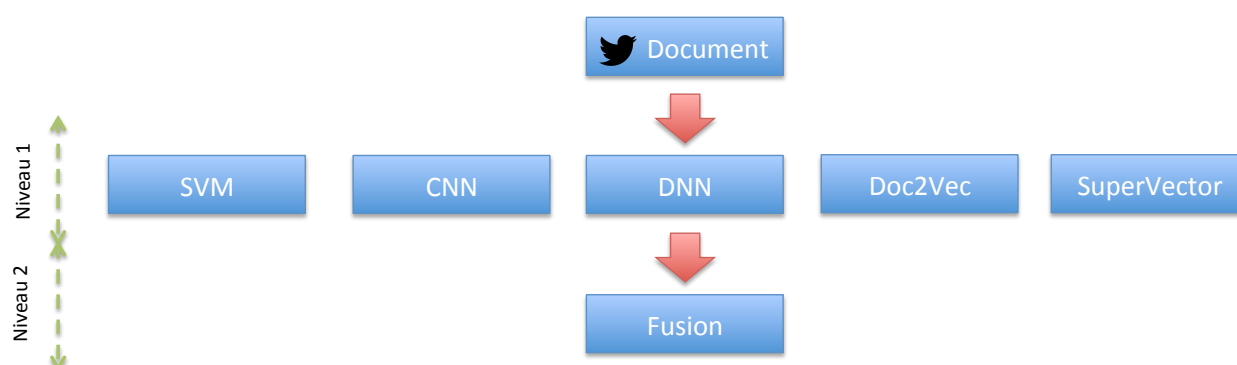 Document
Niveau 1
SVM
CNN
DNN
Doc2Vec
SuperVector
Niveau 2
Fusion